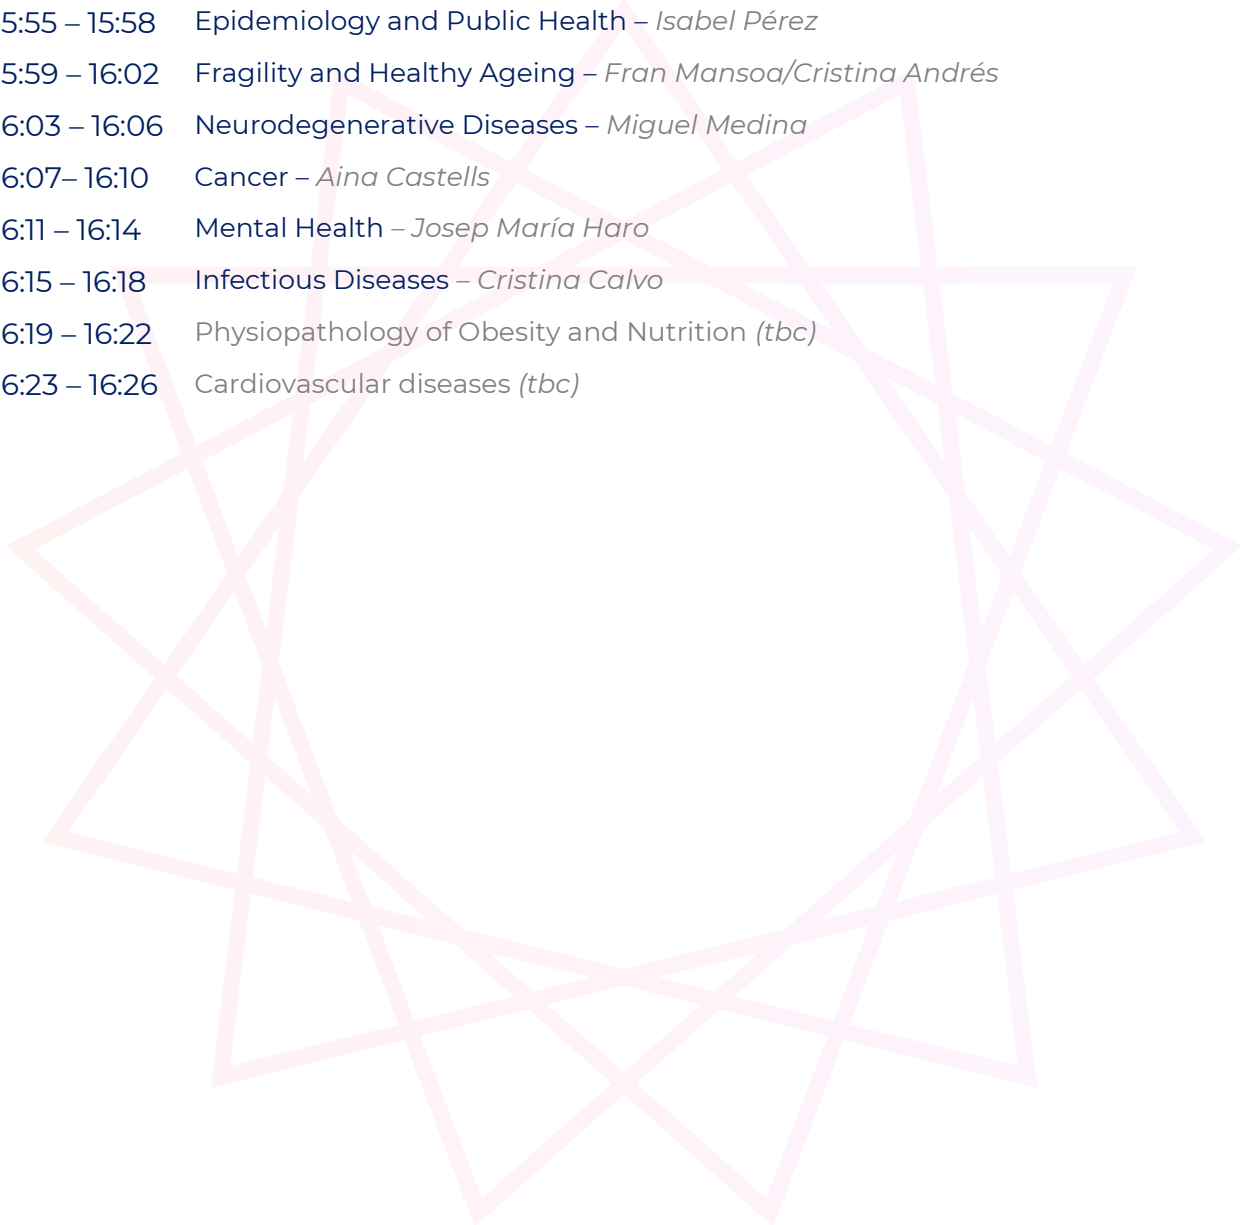 5:55 – 15:58 Epidemiology and Public Health – Isabel Pérez
5:59 – 16:02 Fragility and Healthy Ageing – Fran Mansoa/Cristina Andrés
6:03 – 16:06 Neurodegenerative Diseases – Miguel Medina
6:07– 16:10 Cancer – Aina Castells
6:11 – 16:14 Mental Health – Josep María Haro
6:15 – 16:18 Infectious Diseases – Cristina Calvo
6:19 – 16:22 Physiopathology of Obesity and Nutrition (tbc)
6:23 – 16:26 Cardiovascular diseases (tbc)